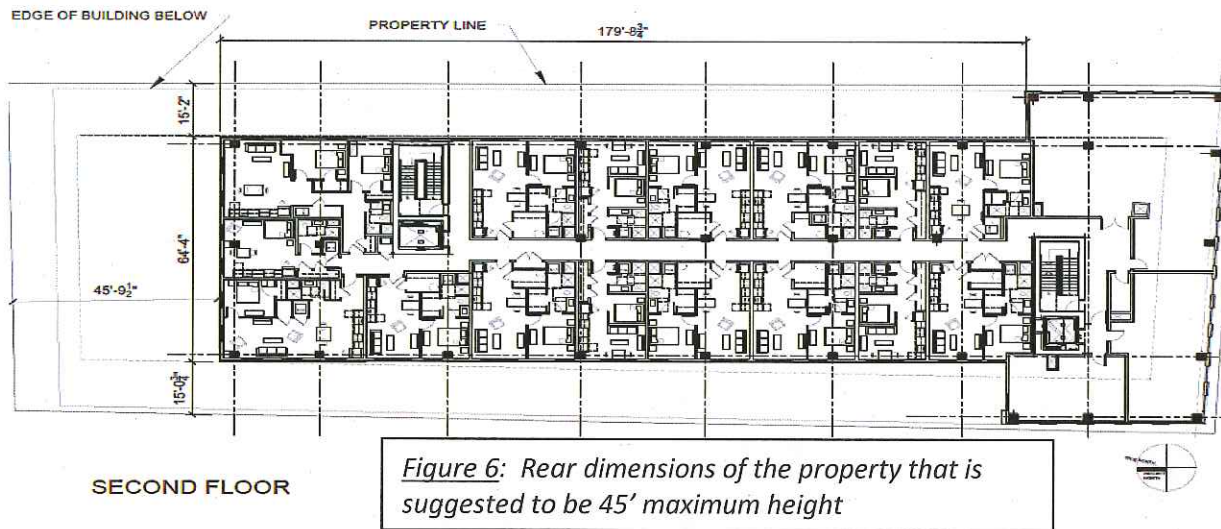 EDGE OF BUILDING BELOW
PROPERTY LINE
179'-8¾"
15'-2"
64'-4"
45'-9½"
15'-0¾"
SECOND FLOOR
Figure 6: Rear dimensions of the property that is
suggested to be 45' maximum height